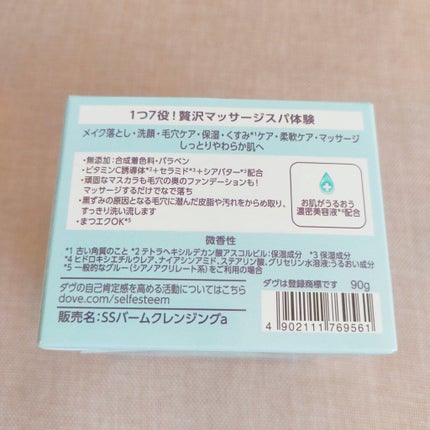 1つ7役！贅沢マッサージスパ体験
メイク落とし・洗顔・毛穴ケア・保湿・くすみ*1ケア・柔軟ケア・マッサージ
しっとりやわらか肌へ
・無添加：合成着色料・パラベン
・ビタミンC誘導体*2＋セラミド*3＋シアバター*3配合
・頑固なマスカラも毛穴の奥のファンデーションも！
マッサージするだけでなで落ち
・黒ずみの原因となる毛穴に潜んだ皮脂や汚れをからめ取り、
すっきり洗い流します
・まつエクOK*5
お肌がうるおう
濃密美容液*4配合
微香性
*1 古い角質のこと *2 テトラヘキシルデカン酸アスコルビル：保湿成分 *3 保湿成分
*4 ヒドロキシエチルウレア、ナイアシンアミド、ステアリン酸、グリセリン水溶液：うるおい成分
*5 一般的なグルー（シアノアクリレート系）をご利用の場合
ダヴの自己肯定感を高める活動についてはこちら
dove.com/selfesteem
販売名：SSバームクレンジングa
ダヴは登録商標です 90g
4902111769561